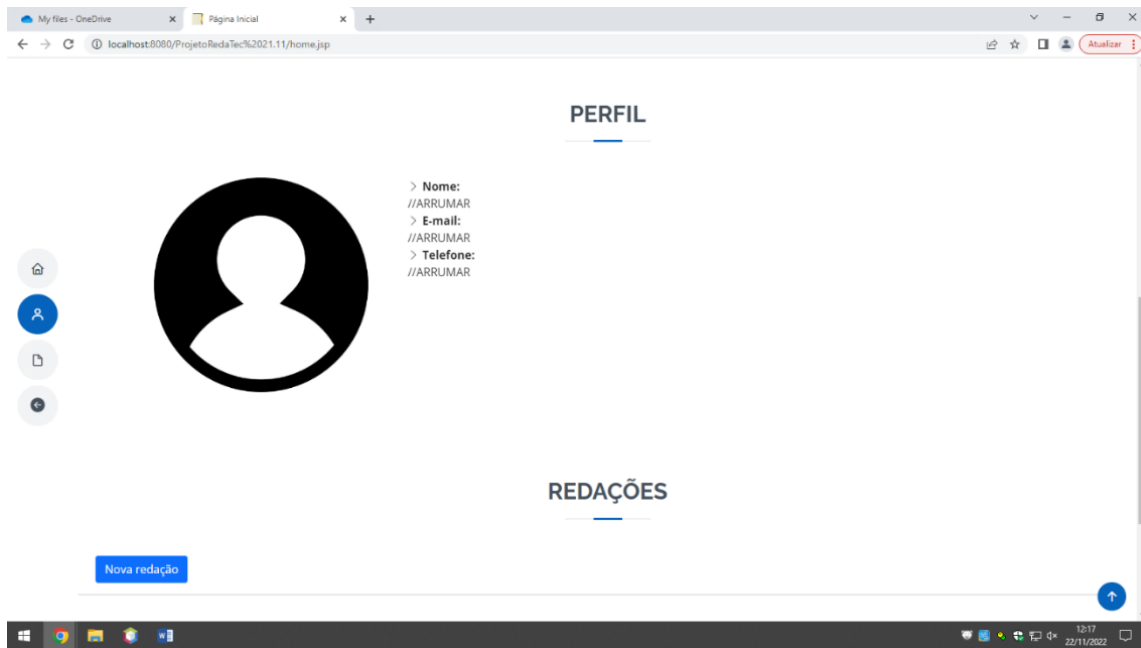 My files - OneDrive
Página Inicial
localhost:8080/ProjetoRedaTec%2021.11/home.jsp
Atualizar
PERFIL
Nome:
//ARRUMAR
E-mail:
//ARRUMAR
Telefone:
//ARRUMAR
REDAÇÕES
Nova redação
12:17
22/11/2022